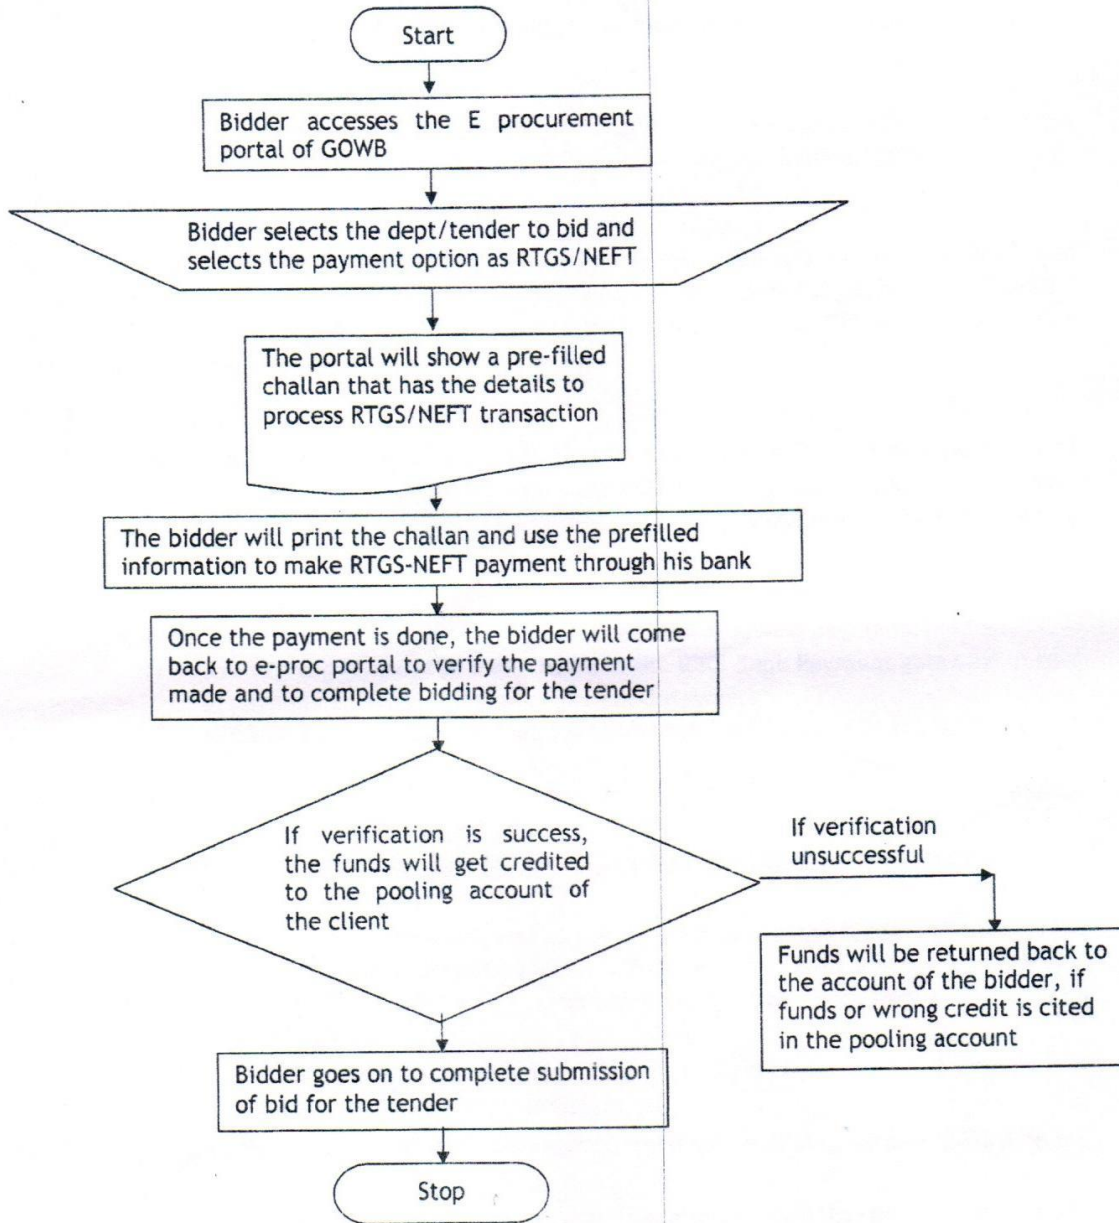 Start
Bidder accesses the E procurement
portal of GOWB
Bidder selects the dept/tender to bid and
selects the payment option as RTGS/NEFT
The portal will show a pre-filled
challan that has the details to
process RTGS/NEFT transaction
The bidder will print the challan and use the prefilled
information to make RTGS-NEFT payment through his bank
Once the payment is done, the bidder will come
back to e-proc portal to verify the payment
made and to complete bidding for the tender
If verification is success,
the funds will get credited
to the pooling account of
the client
If verification
unsuccessful
Funds will be returned back to
the account of the bidder, if
funds or wrong credit is cited
in the pooling account
Bidder goes on to complete submission
of bid for the tender
Stop